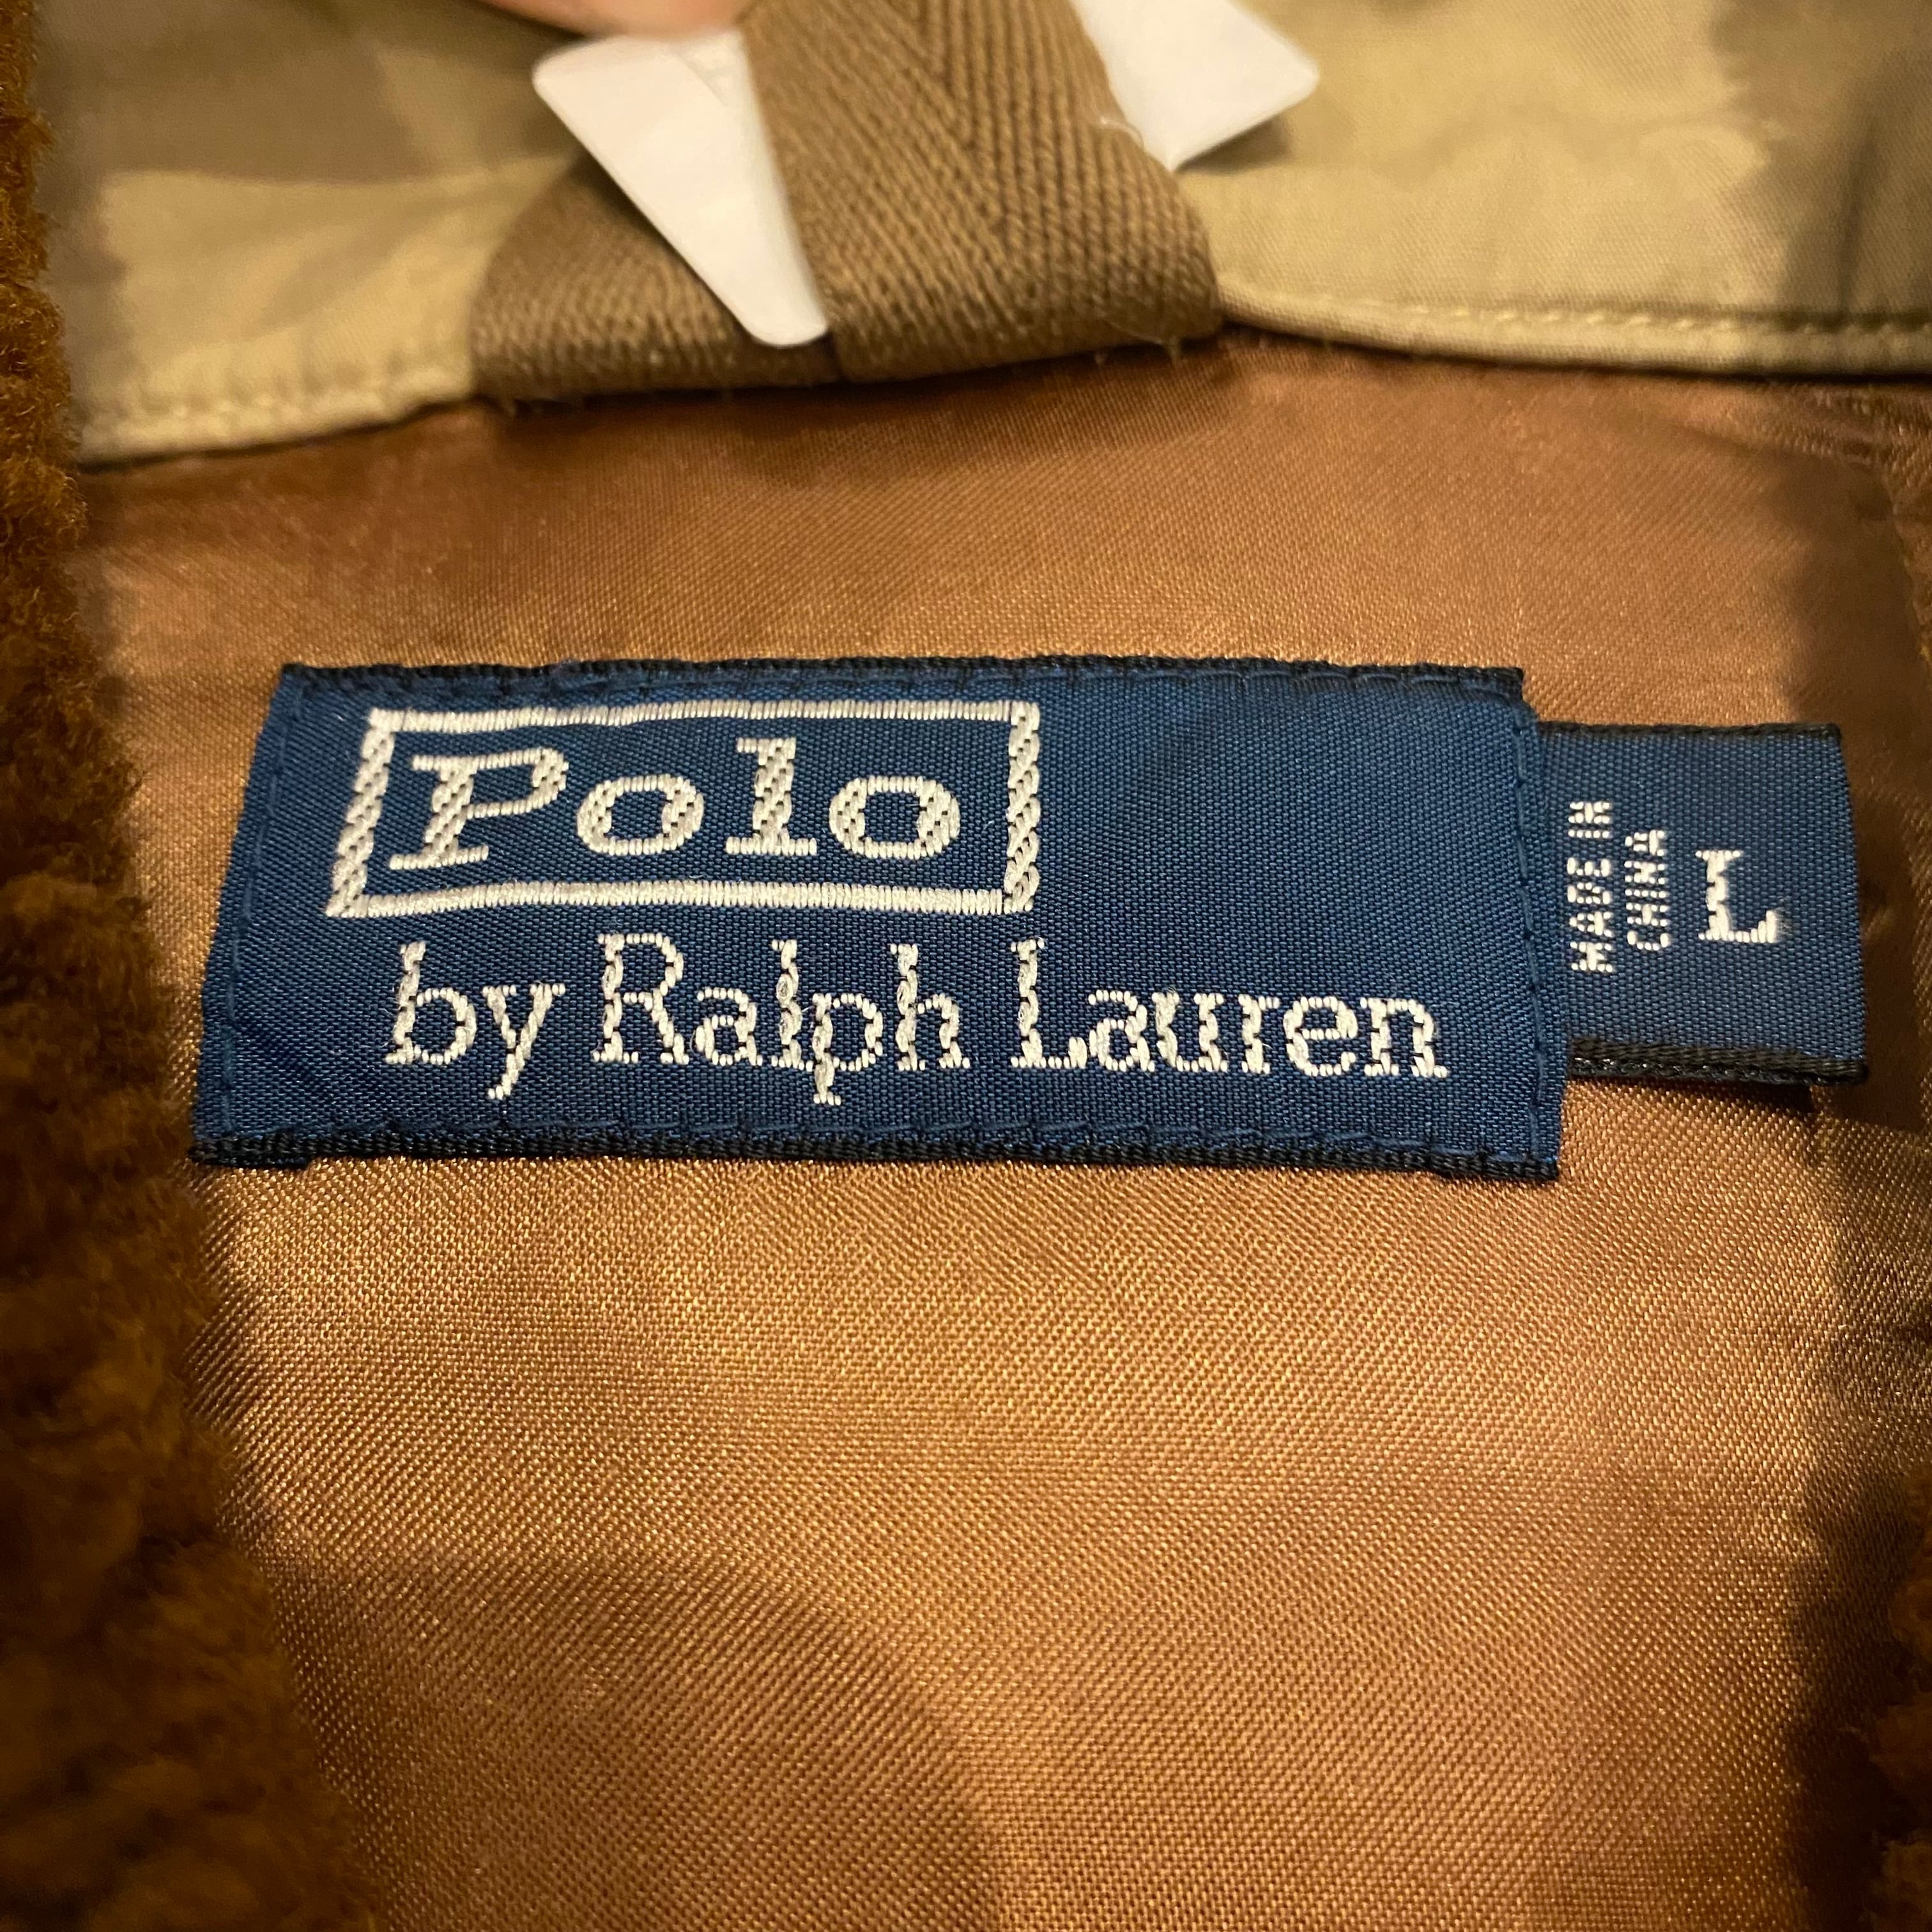 Polo
by Ralph Lauren
MADE IN
CHINA
L